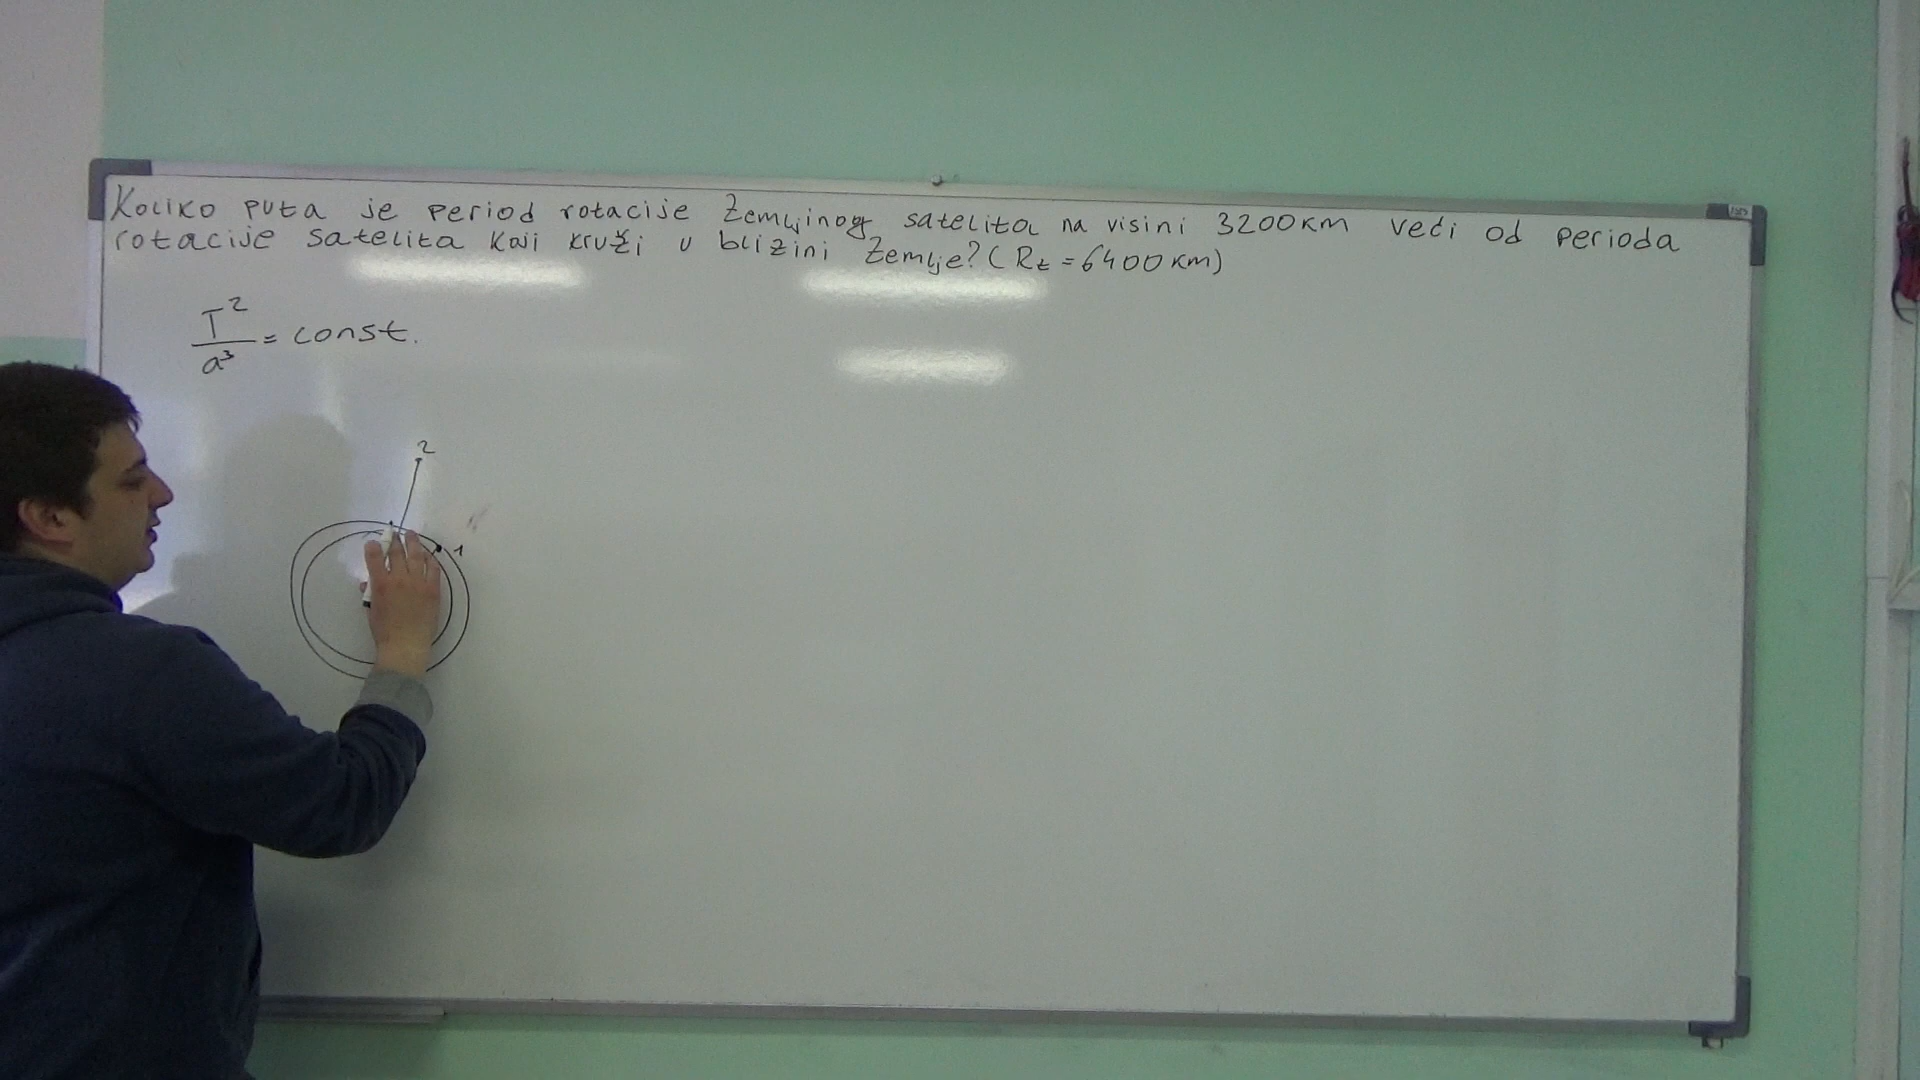 Koliko puta je period rotacije Zemljinog satelita na visini 3200km veći od perioda
rotacije satelita koji kruži u blizini Zemlje? (Rz = 6400 km)
T²/a³ = const.
2
1